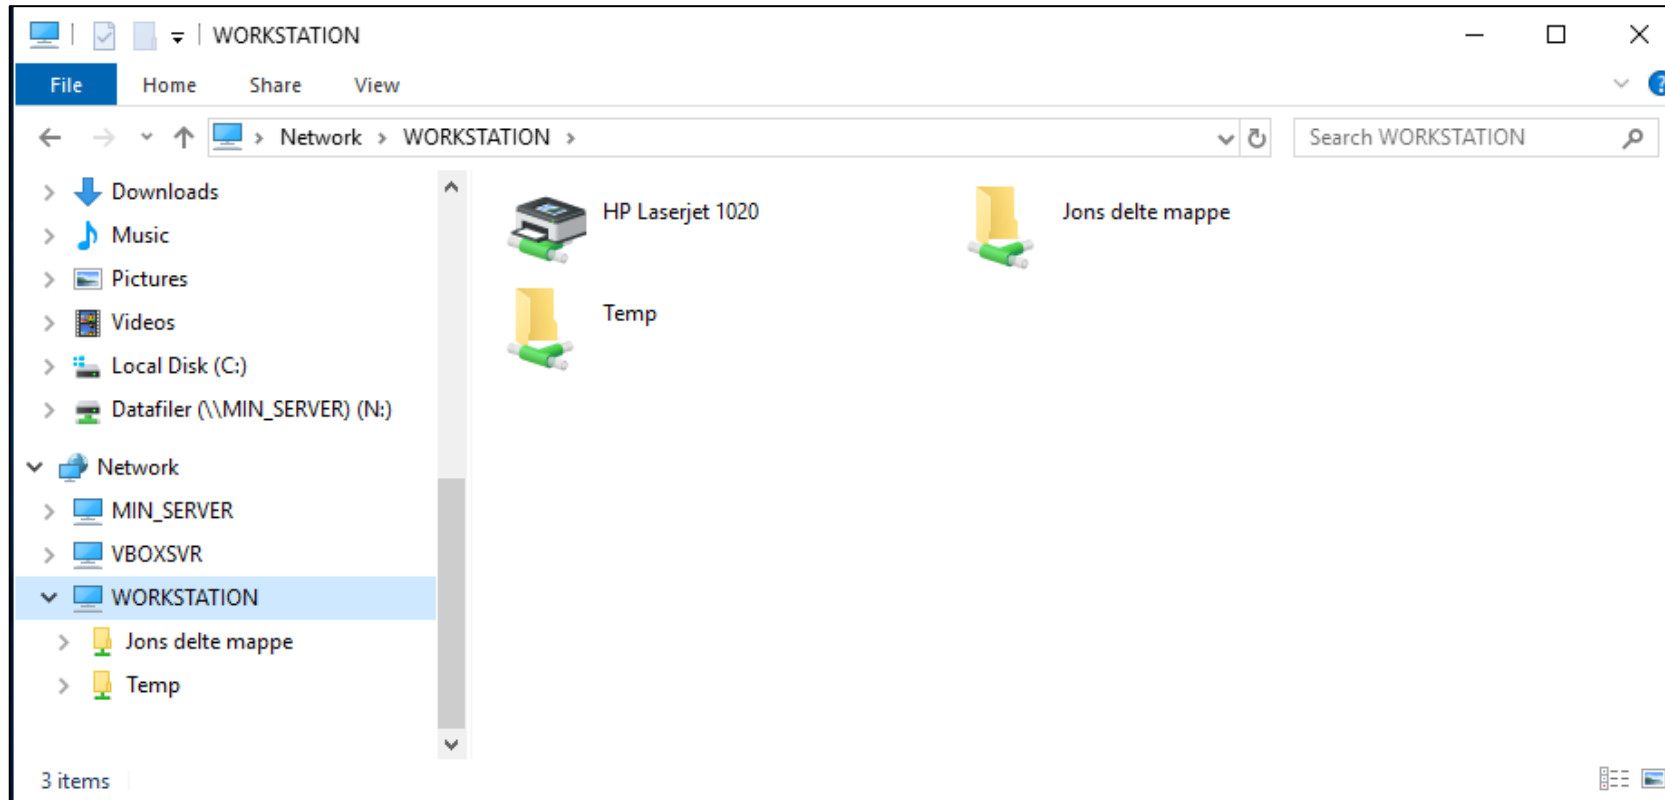 WORKSTATION
File Home Share View ?
Network WORKSTATION Search WORKSTATION
Downloads
Music
Pictures
Videos
Local Disk (C:)
Datafiler (\\MIN_SERVER) (N:)
Network
MIN_SERVER
VBOXSVR
WORKSTATION
Jons delte mappe
Temp
HP Laserjet 1020
Jons delte mappe
Temp
3 items